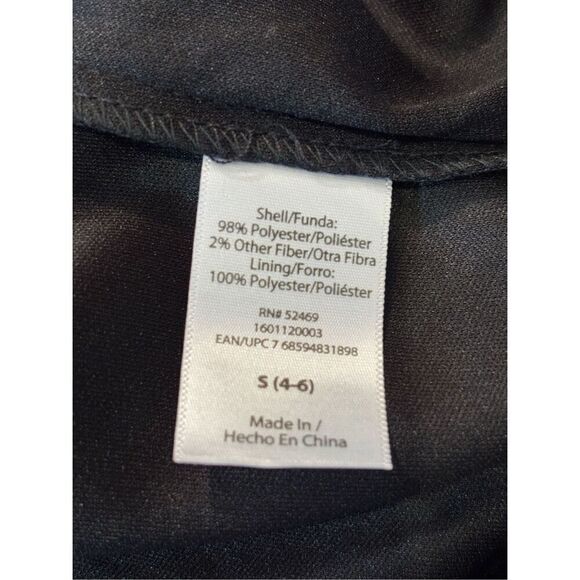 Shell/Funda:
98% Polyester/Poliéster
2% Other Fiber/Otra Fibra
Lining/Forro:
100% Polyester/Poliéster
RN# 52469
1601120003
EAN/UPC 7 68594831898
S (4-6)
Made In /
Hecho En China